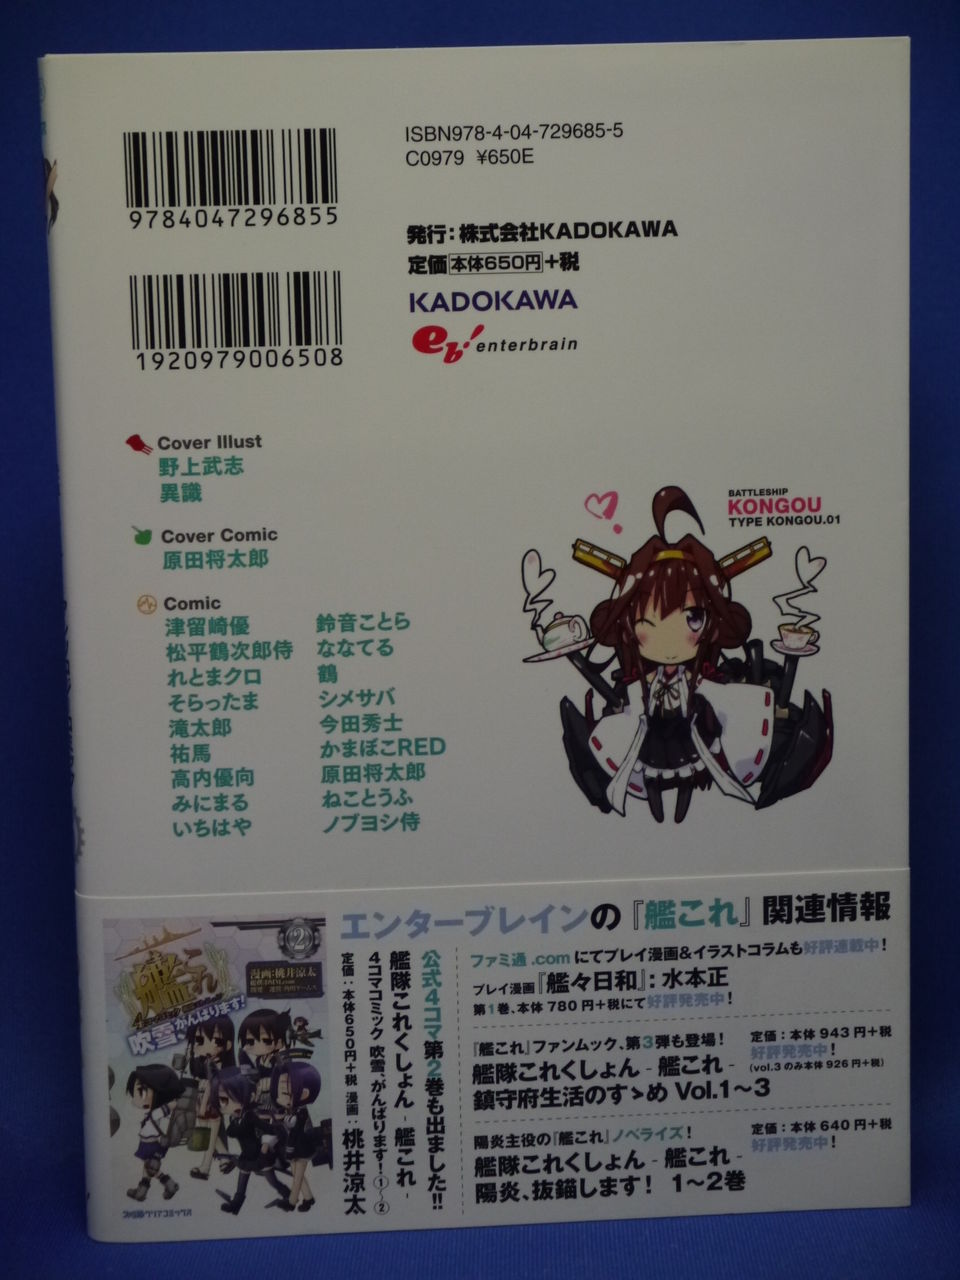 ISBN978-4-04-729685-5
C0979 ¥650E
9784047296855
発行：株式会社KADOKAWA
定価 本体650円 +税
1920979006508
KADOKAWA
eb! enterbrain
Cover Illust
野上武志
異識
Cover Comic
原田将太郎
Comic
津留崎優
松平鶴次郎侍
れとまクロ
そらったま
滝太郎
祐馬
高内優向
みにまる
いちはや
鈴音ことら
ななてる
鶴
シメサバ
今田秀士
かまぼこRED
原田将太郎
ねことうふ
ノブヨシ侍
BATTLESHIP
KONGOU
TYPE KONGOU.01
エンターブレインの『艦これ』関連情報
2
漫画：桃井涼太
艦これ
吹雪、がんばります！
公式4コマ第2巻も出ました!!
艦隊これくしょん - 艦これ -
4コマコミック 吹雪、がんばります！①〜②
定価：本体650円+税 漫画：桃井涼太
ファミ通.comにてプレイ漫画&イラストコラムも好評連載中！
プレイ漫画『艦々日和』：水本正
第1巻、本体780円+税にて好評発売中！
『艦これ』ファンムック、第3弾も登場！
定価：本体943円+税
好評発売中！
(vol.3のみ本体926円+税)
艦隊これくしょん - 艦これ -
鎮守府生活のすゝめ Vol.1〜3
陽炎主役の『艦これ』ノベライズ！
定価：本体640円+税
好評発売中！
艦隊これくしょん - 艦これ -
陽炎、抜錨します！ 1〜2巻